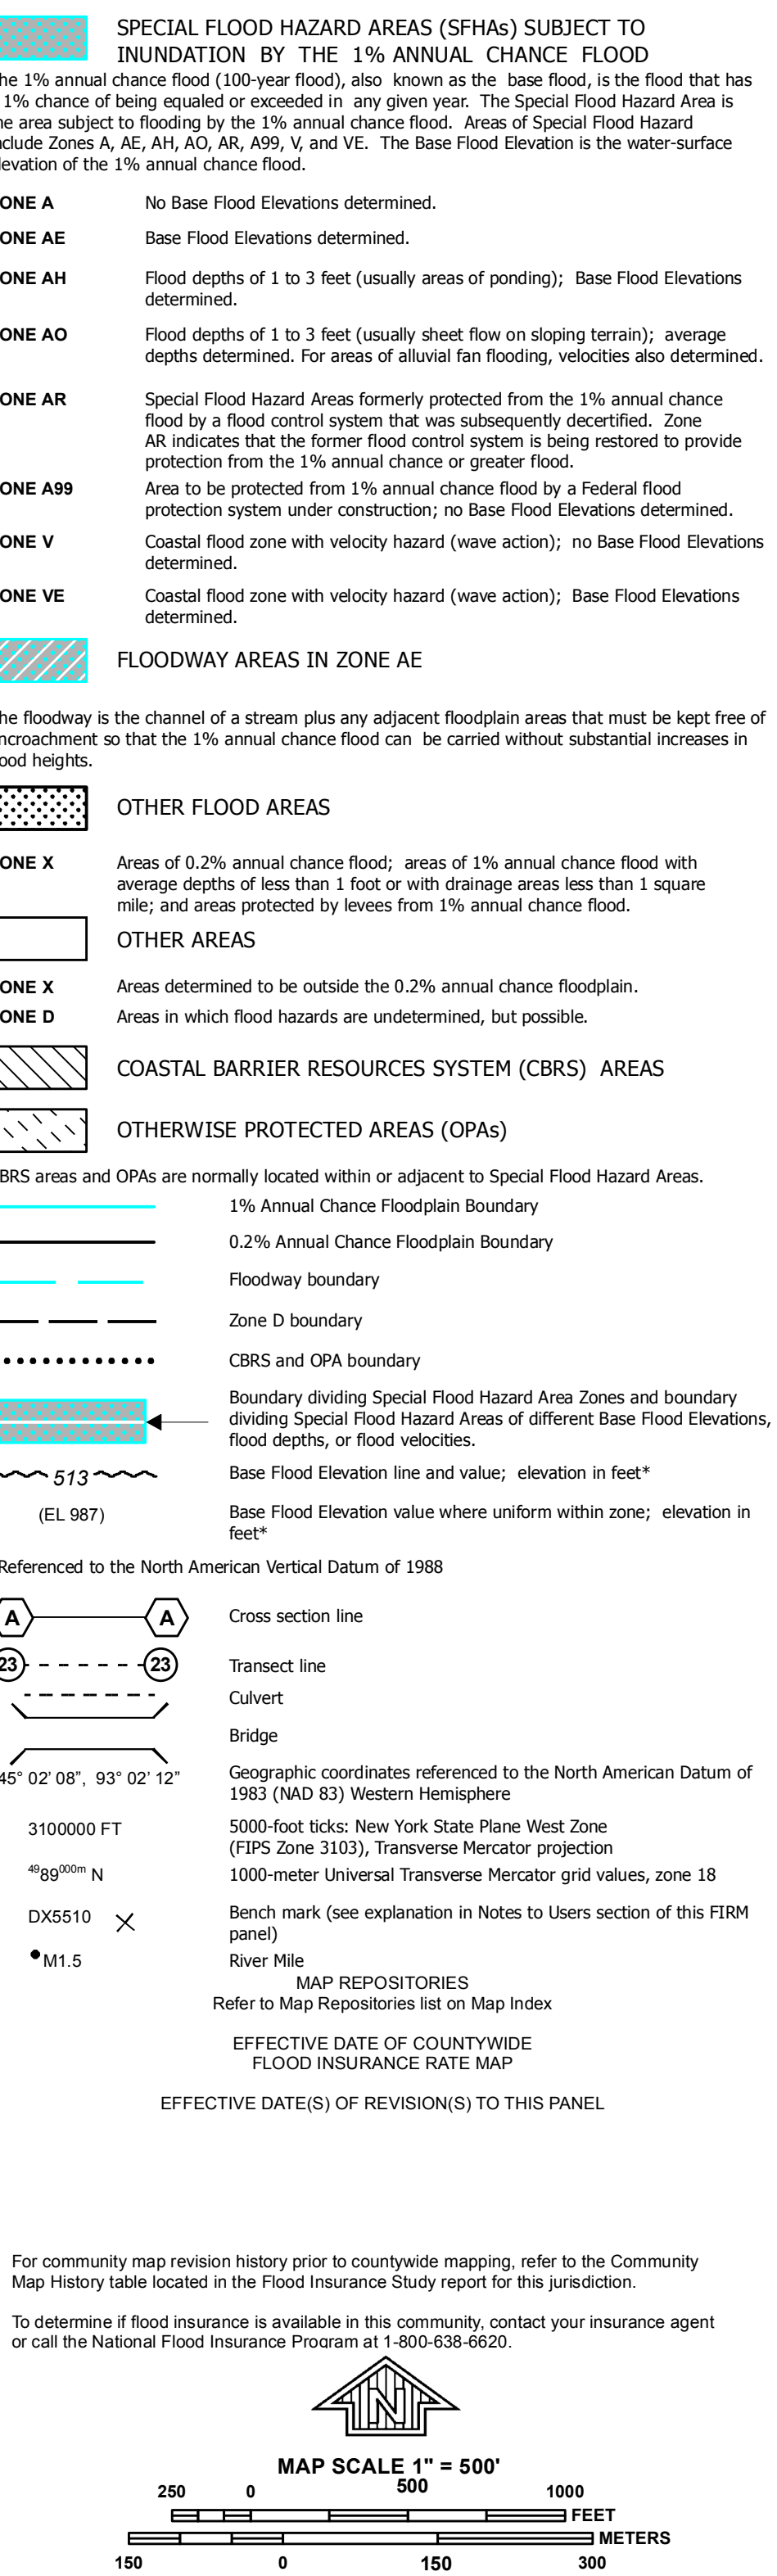 SPECIAL FLOOD HAZARD AREAS (SFHAs) SUBJECT TO
INUNDATION BY THE 1% ANNUAL CHANCE FLOOD
he 1% annual chance flood (100-year flood), also known as the base flood, is the flood that has
1% chance of being equaled or exceeded in any given year. The Special Flood Hazard Area is
ne area subject to flooding by the 1% annual chance flood. Areas of Special Flood Hazard
nclude Zones A, AE, AH, AO, AR, A99, V, and VE. The Base Flood Elevation is the water-surface
levation of the 1% annual chance flood.
ONE A No Base Flood Elevations determined.
ONE AE Base Flood Elevations determined.
ONE AH Flood depths of 1 to 3 feet (usually areas of ponding); Base Flood Elevations
determined.
ONE AO Flood depths of 1 to 3 feet (usually sheet flow on sloping terrain); average
depths determined. For areas of alluvial fan flooding, velocities also determined.
ONE AR Special Flood Hazard Areas formerly protected from the 1% annual chance
flood by a flood control system that was subsequently decertified. Zone
AR indicates that the former flood control system is being restored to provide
protection from the 1% annual chance or greater flood.
ONE A99 Area to be protected from 1% annual chance flood by a Federal flood
protection system under construction; no Base Flood Elevations determined.
ONE V Coastal flood zone with velocity hazard (wave action); no Base Flood Elevations
determined.
ONE VE Coastal flood zone with velocity hazard (wave action); Base Flood Elevations
determined.
FLOODWAY AREAS IN ZONE AE
he floodway is the channel of a stream plus any adjacent floodplain areas that must be kept free of
ncroachment so that the 1% annual chance flood can be carried without substantial increases in
ood heights.
OTHER FLOOD AREAS
ONE X Areas of 0.2% annual chance flood; areas of 1% annual chance flood with
average depths of less than 1 foot or with drainage areas less than 1 square
mile; and areas protected by levees from 1% annual chance flood.
OTHER AREAS
ONE X Areas determined to be outside the 0.2% annual chance floodplain.
ONE D Areas in which flood hazards are undetermined, but possible.
COASTAL BARRIER RESOURCES SYSTEM (CBRS) AREAS
OTHERWISE PROTECTED AREAS (OPAs)
BRS areas and OPAs are normally located within or adjacent to Special Flood Hazard Areas.
1% Annual Chance Floodplain Boundary
0.2% Annual Chance Floodplain Boundary
Floodway boundary
Zone D boundary
CBRS and OPA boundary
Boundary dividing Special Flood Hazard Area Zones and boundary
dividing Special Flood Hazard Areas of different Base Flood Elevations,
flood depths, or flood velocities.
513 Base Flood Elevation line and value; elevation in feet*
(EL 987) Base Flood Elevation value where uniform within zone; elevation in
feet*
Referenced to the North American Vertical Datum of 1988
A A Cross section line
23 23 Transect line
Culvert
Bridge
45° 02' 08”, 93° 02' 12” Geographic coordinates referenced to the North American Datum of
1983 (NAD 83) Western Hemisphere
3100000 FT 5000-foot ticks: New York State Plane West Zone
(FIPS Zone 3103), Transverse Mercator projection
4989000m N 1000-meter Universal Transverse Mercator grid values, zone 18
DX5510 Bench mark (see explanation in Notes to Users section of this FIRM
panel)
M1.5 River Mile
MAP REPOSITORIES
Refer to Map Repositories list on Map Index
EFFECTIVE DATE OF COUNTYWIDE
FLOOD INSURANCE RATE MAP
EFFECTIVE DATE(S) OF REVISION(S) TO THIS PANEL
For community map revision history prior to countywide mapping, refer to the Community
Map History table located in the Flood Insurance Study report for this jurisdiction.
To determine if flood insurance is available in this community, contact your insurance agent
or call the National Flood Insurance Program at 1-800-638-6620.
N
MAP SCALE 1" = 500'
250 0 500 1000
FEET
METERS
150 0 150 300